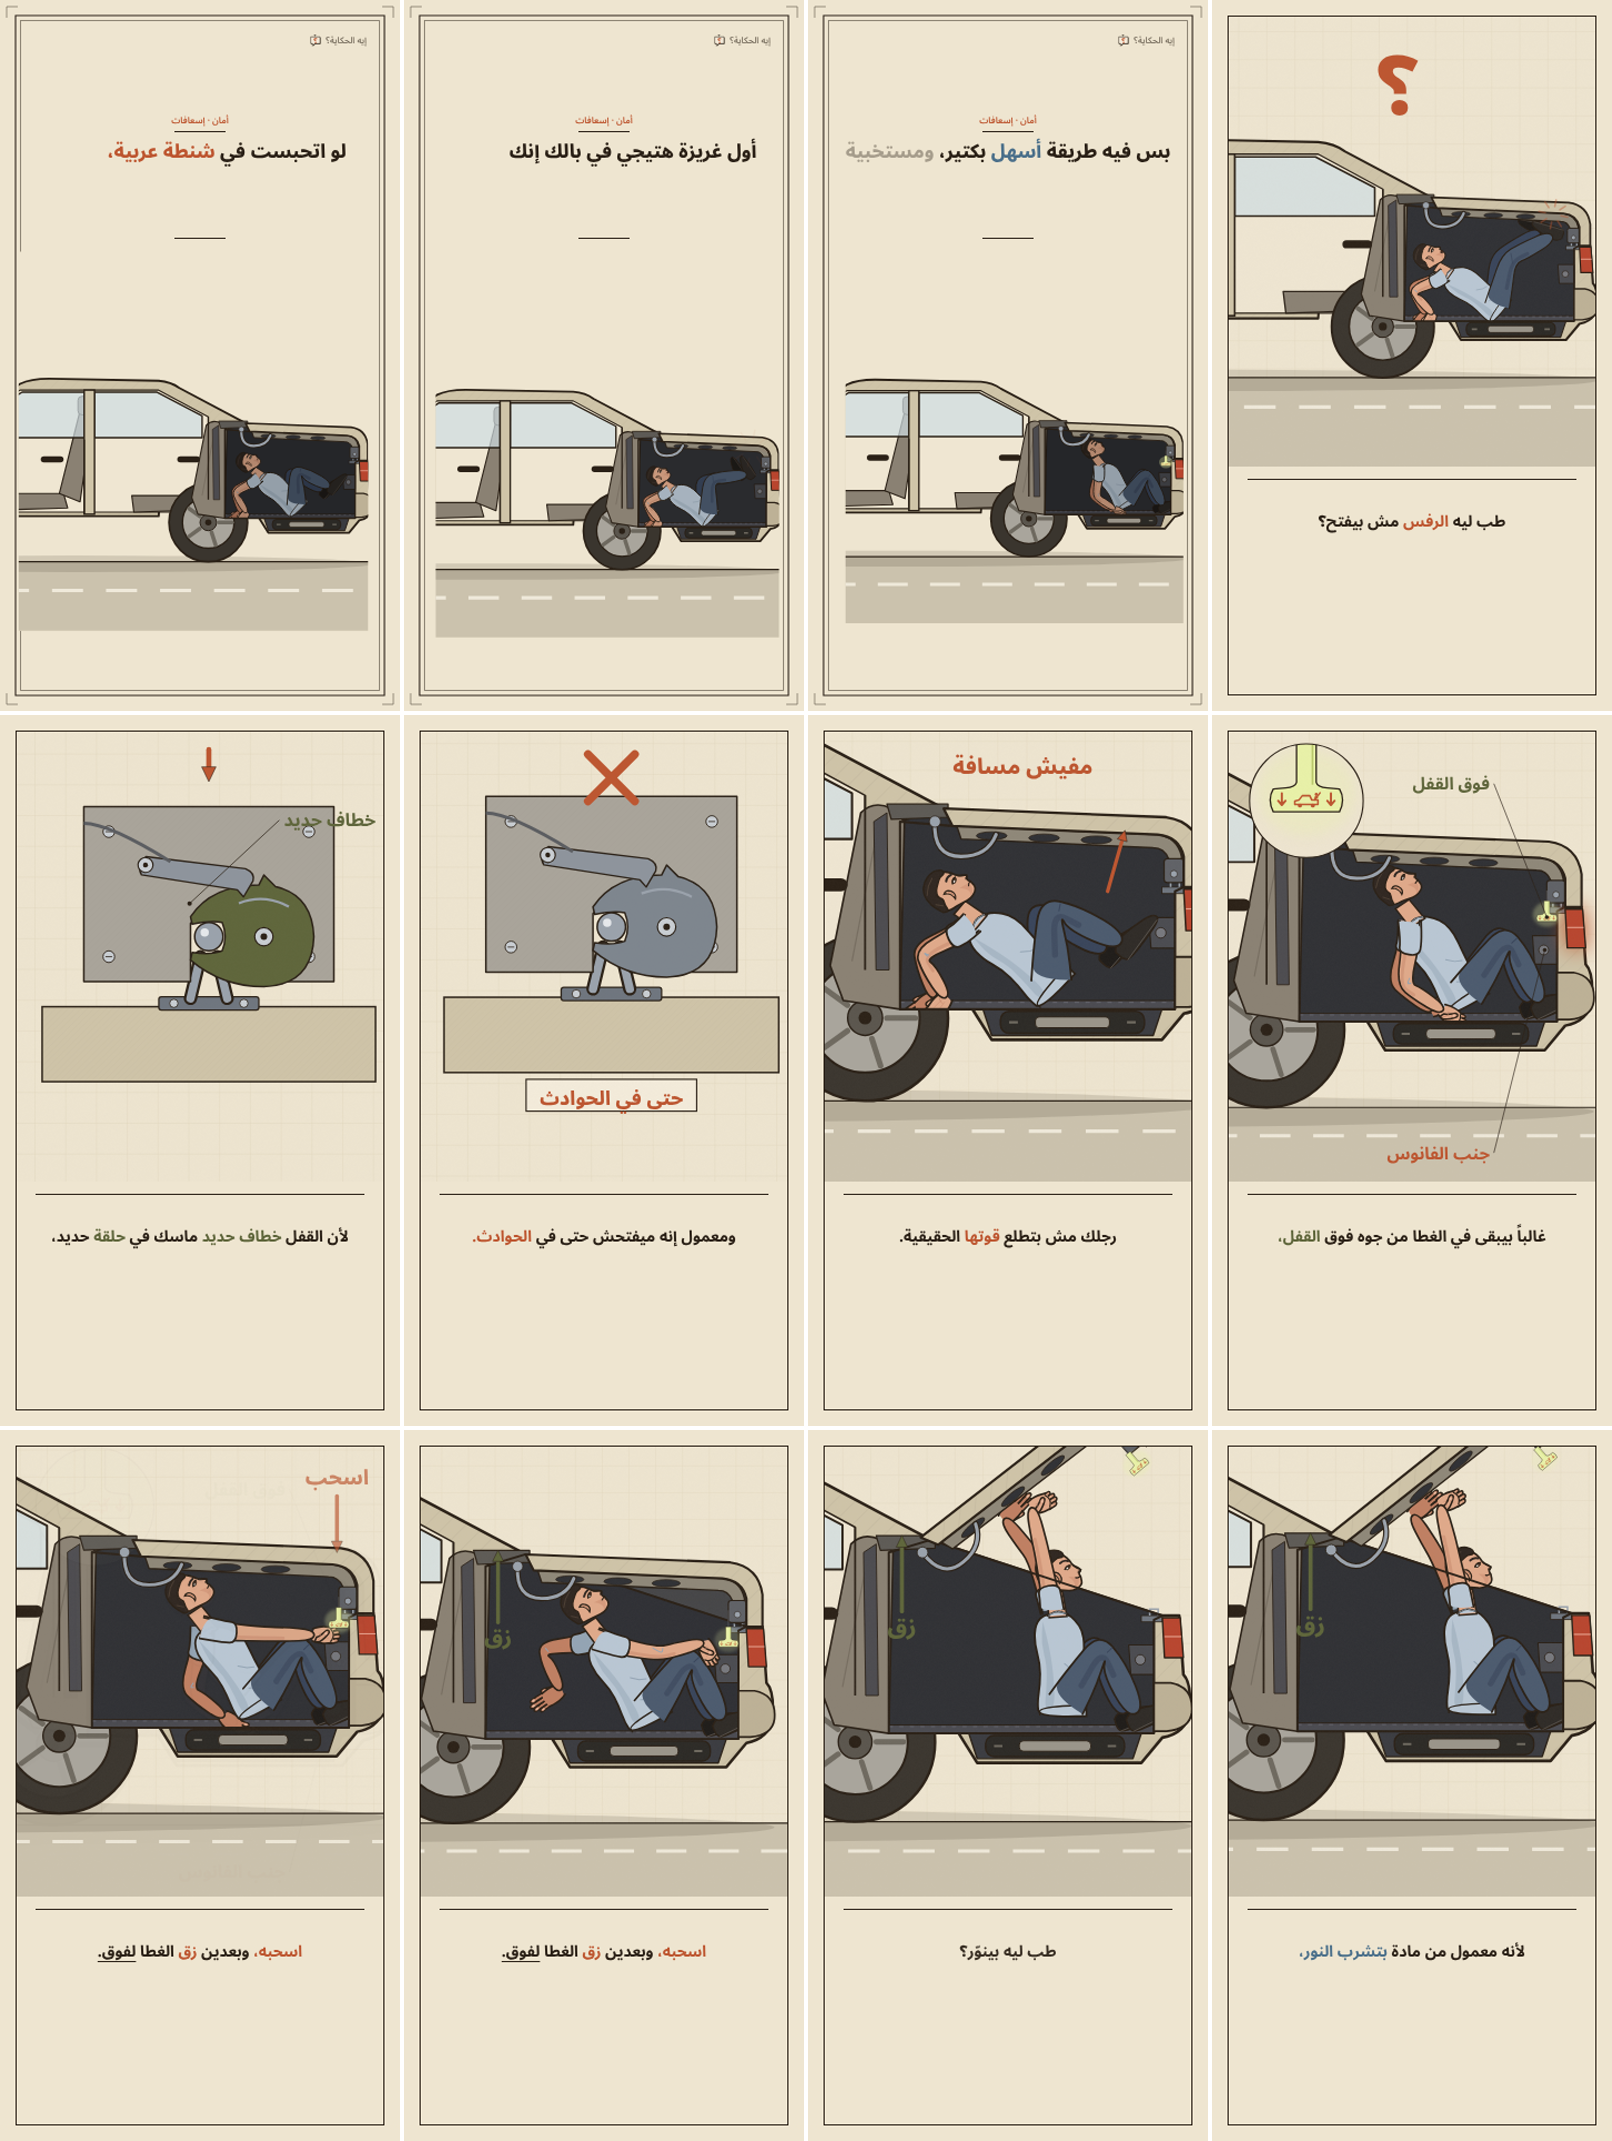 إيه الحكاية؟
أمان · إسعافات
لو اتحبست في شنطة عربية،
إيه الحكاية؟
أمان · إسعافات
أول غريزة هتيجي في بالك إنك
إيه الحكاية؟
أمان · إسعافات
بس فيه طريقة أسهل بكتير، ومستخبية
؟
طب ليه الرفس مش بيفتح؟
خطاف حديد
لأن القفل خطاف حديد ماسك في حلقة حديد،
حتى في الحوادث
ومعمول إنه ميفتحش حتى في الحوادث.
مفيش مسافة
رجلك مش بتطلع قوتها الحقيقية.
فوق القفل
جنب الفانوس
غالباً بيبقى في الغطا من جوه فوق القفل،
اسحب
اسحبه، وبعدين زق الغطا لفوق.
زق
اسحبه، وبعدين زق الغطا لفوق.
زق
طب ليه بينوّر؟
زق
لأنه معمول من مادة بتشرب النور،